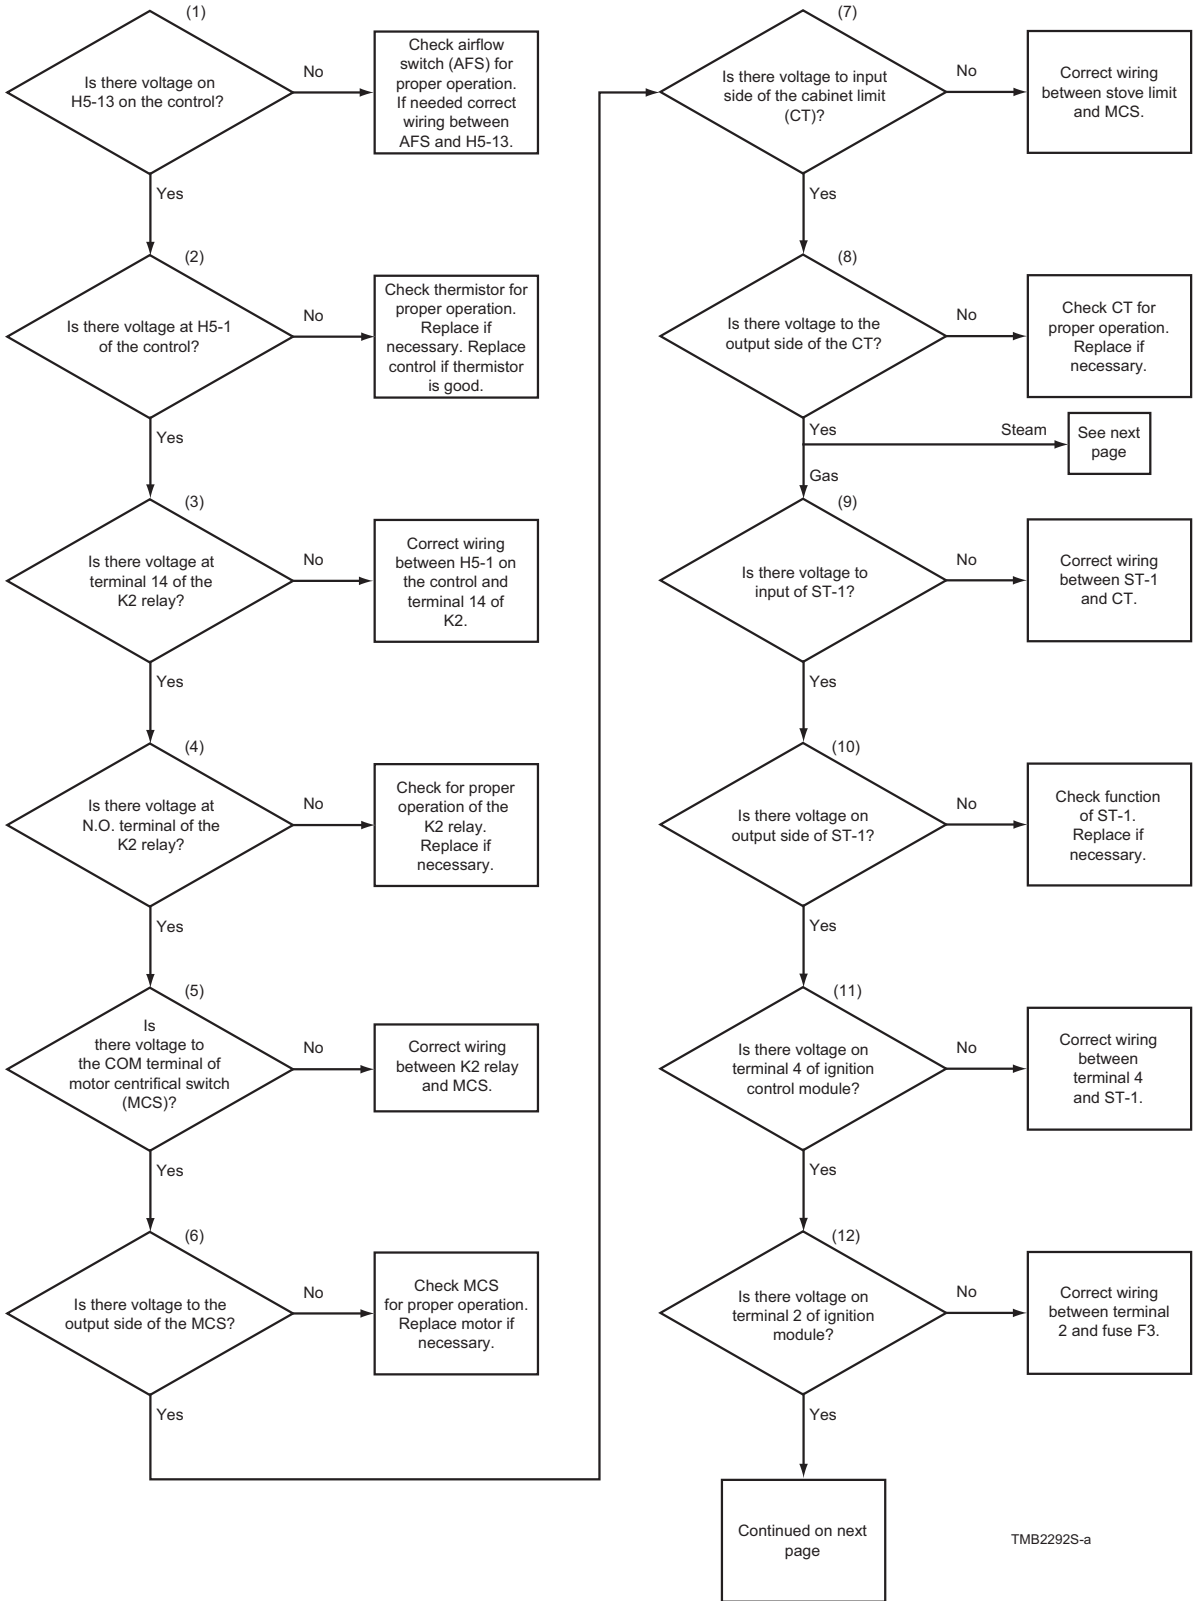 (1)
Is there voltage on
H5-13 on the control?
No
Check airflow
switch (AFS) for
proper operation.
If needed correct
wiring between
AFS and H5-13.
Yes
(2)
Is there voltage at H5-1
of the control?
No
Check thermistor for
proper operation.
Replace if
necessary. Replace
control if thermistor
is good.
Yes
(3)
Is there voltage at
terminal 14 of the
K2 relay?
No
Correct wiring
between H5-1 on
the control and
terminal 14 of
K2.
Yes
(4)
Is there voltage at
N.O. terminal of the
K2 relay?
No
Check for proper
operation of the
K2 relay.
Replace if
necessary.
Yes
(5)
Is
there voltage to
the COM terminal of
motor centrifical switch
(MCS)?
No
Correct wiring
between K2 relay
and MCS.
Yes
(6)
Is there voltage to the
output side of the MCS?
No
Check MCS
for proper operation.
Replace motor if
necessary.
Yes
(7)
Is there voltage to input
side of the cabinet limit
(CT)?
No
Correct wiring
between stove limit
and MCS.
Yes
(8)
Is there voltage to the
output side of the CT?
No
Check CT for
proper operation.
Replace if
necessary.
Yes
Steam
See next
page
Gas
(9)
Is there voltage to
input of ST-1?
No
Correct wiring
between ST-1
and CT.
Yes
(10)
Is there voltage on
output side of ST-1?
No
Check function
of ST-1.
Replace if
necessary.
Yes
(11)
Is there voltage on
terminal 4 of ignition
control module?
No
Correct wiring
between
terminal 4
and ST-1.
Yes
(12)
Is there voltage on
terminal 2 of ignition
module?
No
Correct wiring
between terminal
2 and fuse F3.
Yes
Continued on next
page
TMB2292S-a